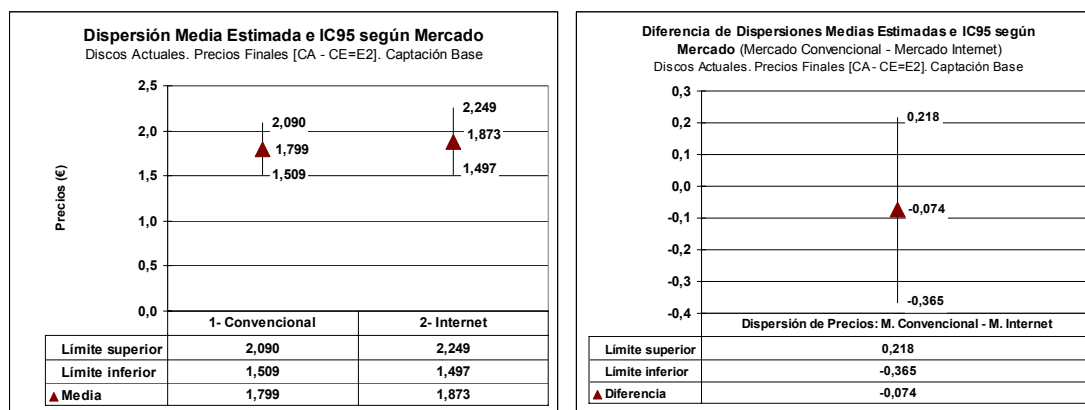 Dispersión Media Estimada e IC95 según Mercado
Discos Actuales. Precios Finales [CA - CE=E2]. Captación Base
Precios (€)
2,5
2,0
1,5
1,0
0,5
0,0
2,090
1,799
1,509
2,249
1,873
1,497
1- Convencional 2- Internet
Límite superior 2,090 2,249
Límite inferior 1,509 1,497
Media 1,799 1,873
Diferencia de Dispersiones Medias Estimadas e IC95 según
Mercado (Mercado Convencional - Mercado Internet)
Discos Actuales. Precios Finales [CA - CE=E2]. Captación Base
0,3
0,2
0,1
0,0
-0,1
-0,2
-0,3
-0,4
0,218
-0,074
-0,365
Dispersión de Precios: M. Convencional - M. Internet
Límite superior 0,218
Límite inferior -0,365
Diferencia -0,074